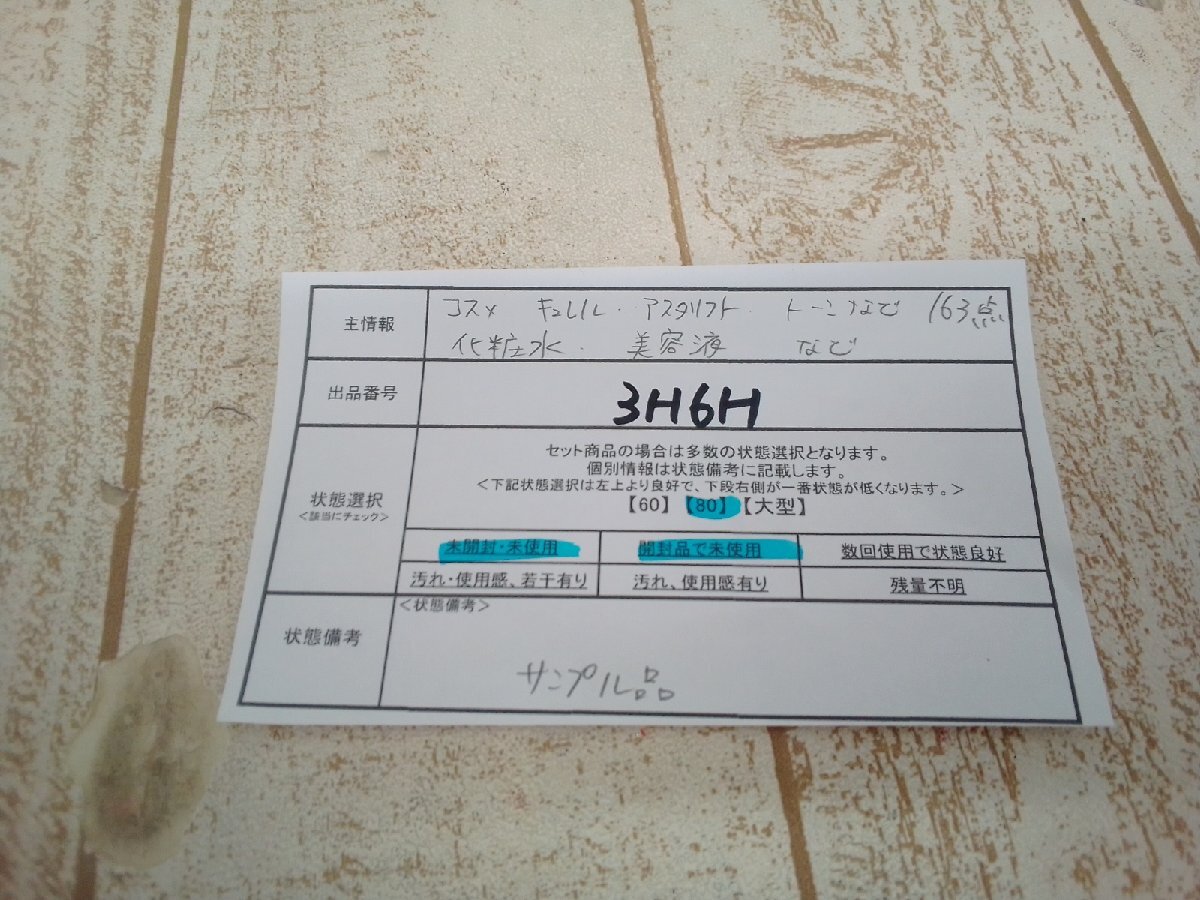 主情報
コスメ キュレル・アスタリフト・トーンなど 163点
化粧水・ 美容液 など
出品番号
3H6H
状態選択
<該当にチェック>
セット商品の場合は多数の状態選択となります。
個別情報は状態備考に記載します。
<下記状態選択は左上より良好で、下段右側が一番状態が低くなります。>
【60】【80】【大型】
未開封・未使用 開封品で未使用 数回使用で状態良好
汚れ・使用感、若干有り 汚れ、使用感有り 残量不明
状態備考
<状態備考>
サンプル品